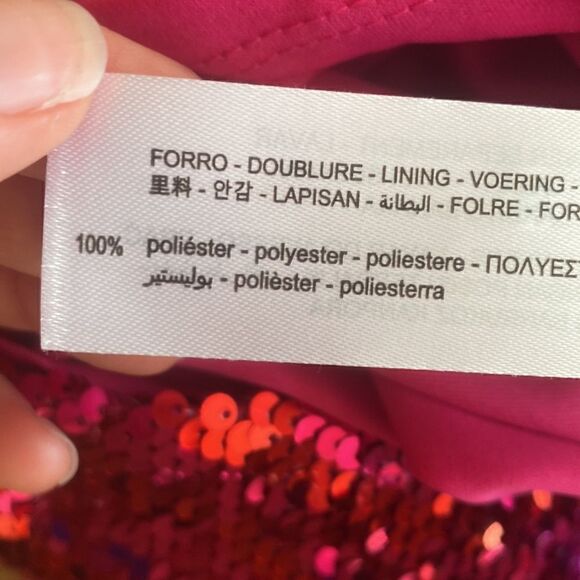 FORRO - DOUBLURE - LINING - VOERING -
里料 - 안감 - LAPISAN - البطانة - FOLRE - FOR
100% poliéster - polyester - poliestere - ΠΟΛΥΕΣ
بوليستير - polièster - poliesterra